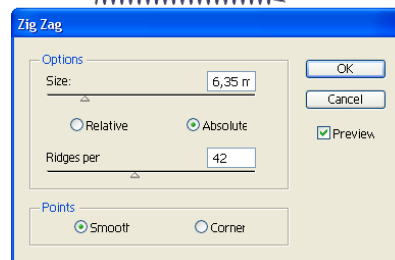 Zig Zag
Options
Size:
6,35 m
Relative
Absolute
Ridges per
42
Points
Smooth
Corner
OK
Cancel
Preview